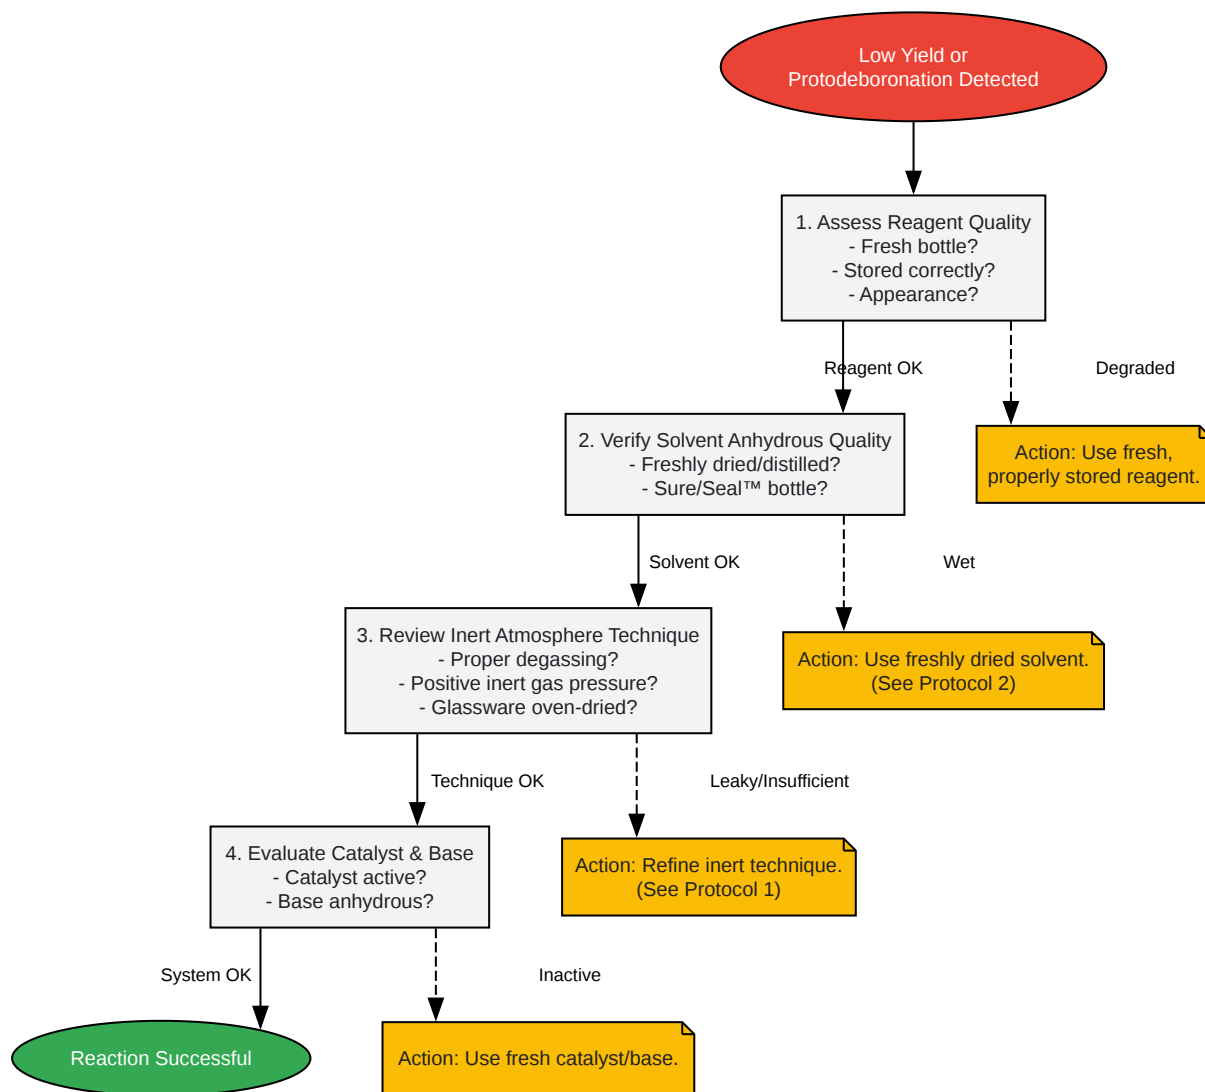 Low Yield or
Protodeboronation Detected
1. Assess Reagent Quality
- Fresh bottle?
- Stored correctly?
- Appearance?
Reagent OK
Degraded
2. Verify Solvent Anhydrous Quality
- Freshly dried/distilled?
- Sure/Seal™ bottle?
Action: Use fresh,
properly stored reagent.
Solvent OK
Wet
3. Review Inert Atmosphere Technique
- Proper degassing?
- Positive inert gas pressure?
- Glassware oven-dried?
Action: Use freshly dried solvent.
(See Protocol 2)
Technique OK
Leaky/Insufficient
4. Evaluate Catalyst & Base
- Catalyst active?
- Base anhydrous?
Action: Refine inert technique.
(See Protocol 1)
System OK
Inactive
Reaction Successful
Action: Use fresh catalyst/base.